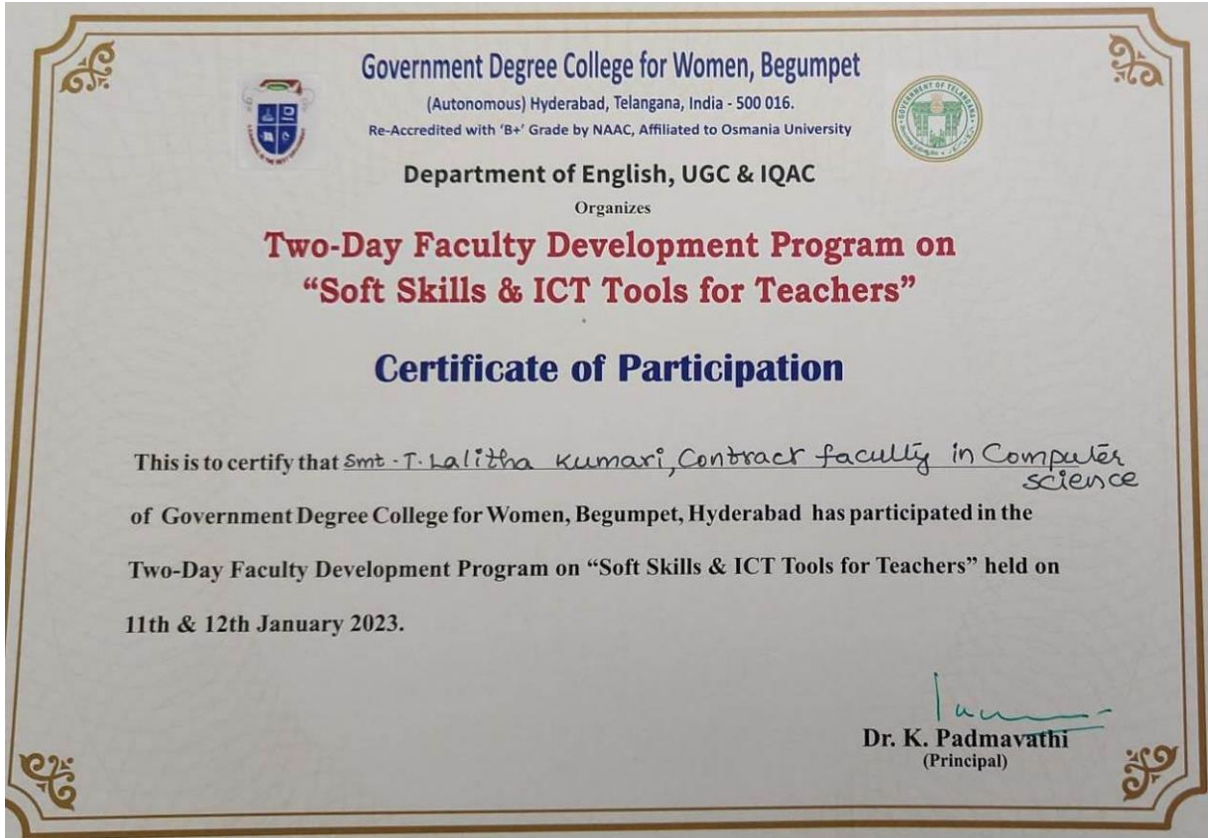 Government Degree College for Women, Begumpet
(Autonomous) Hyderabad, Telangana, India - 500 016.
Re-Accredited with ‘B+’ Grade by NAAC, Affiliated to Osmania University
GOVERNMENT OF TELANGANA
Department of English, UGC & IQAC
Organizes
Two-Day Faculty Development Program on
“Soft Skills & ICT Tools for Teachers”
Certificate of Participation
This is to certify that Smt. T. Lalitha Kumari, Contract faculty in Computer
science
of Government Degree College for Women, Begumpet, Hyderabad has participated in the
Two-Day Faculty Development Program on “Soft Skills & ICT Tools for Teachers” held on
11th & 12th January 2023.
Dr. K. Padmavathi
(Principal)